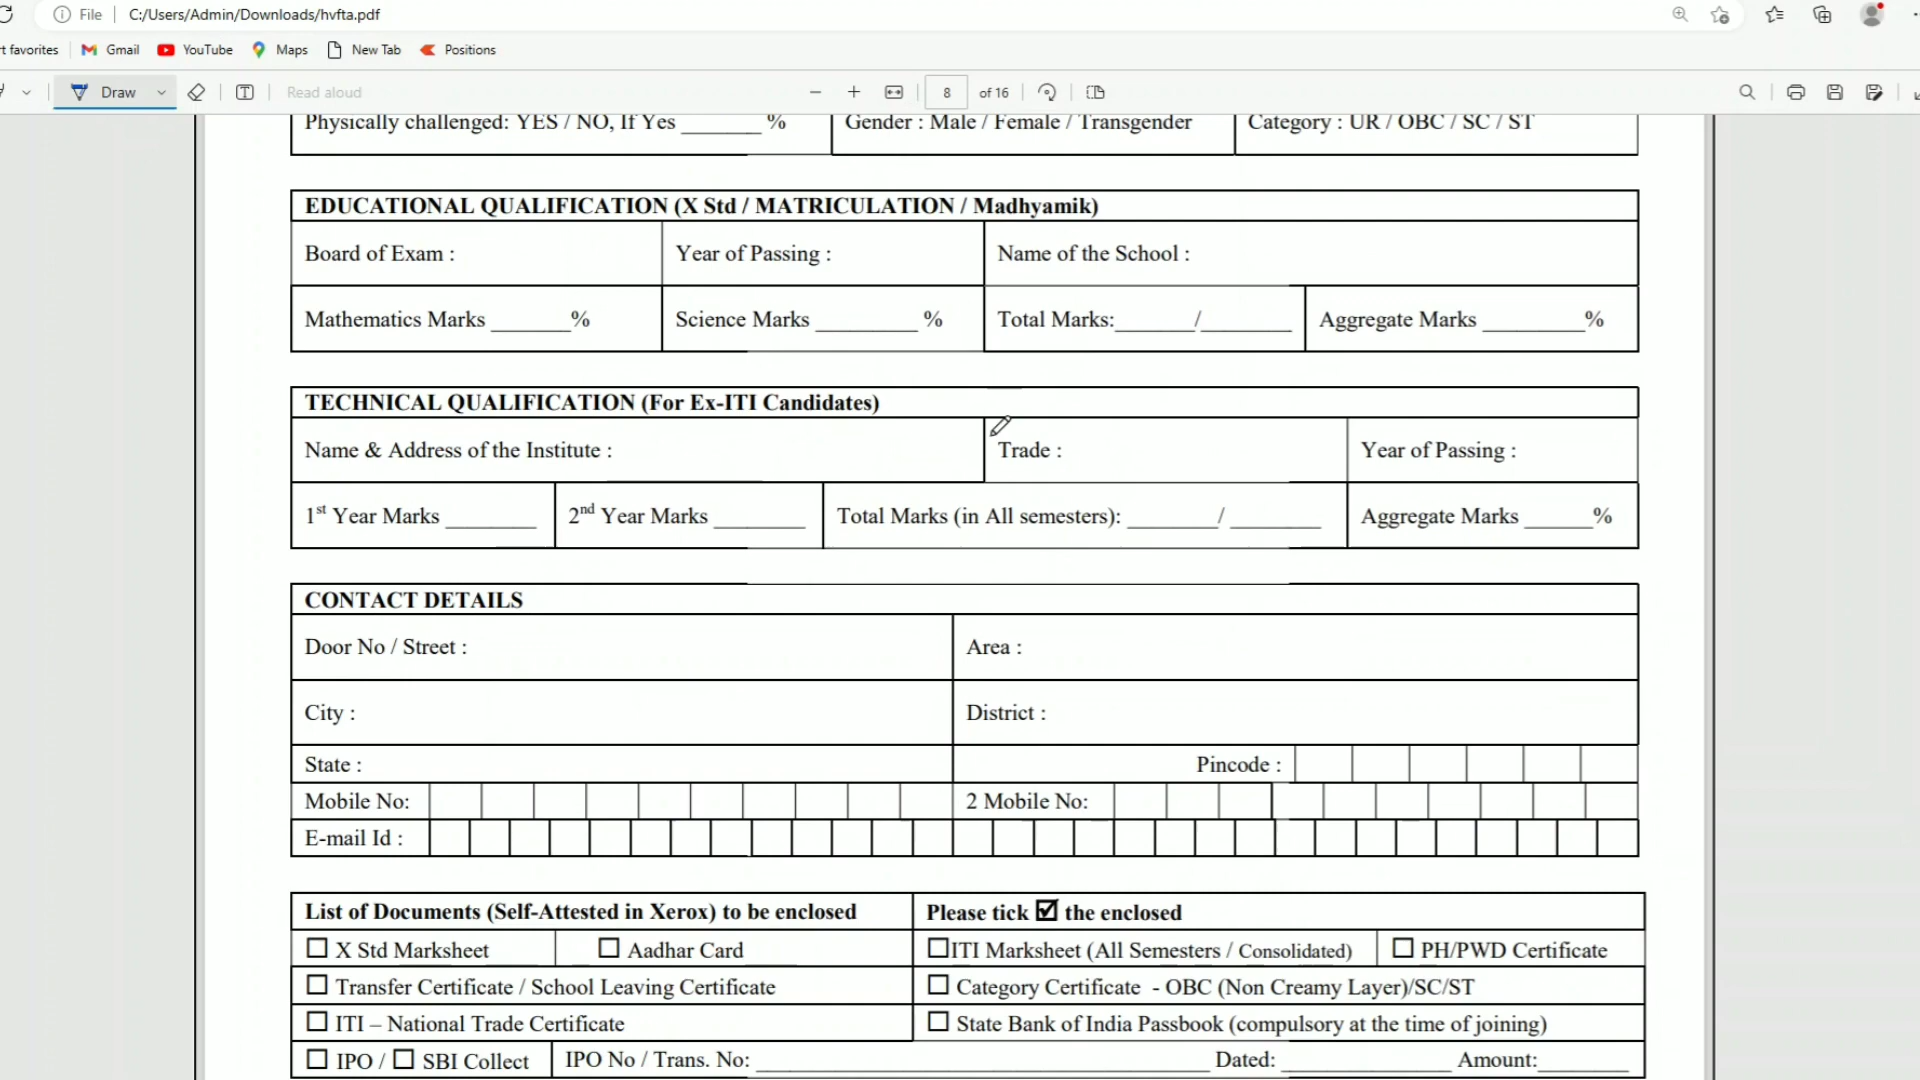 File C:/Users/Admin/Downloads/hvfta.pdf
t favorites Gmail YouTube Maps New Tab Positions
Draw Read aloud 8 of 16
Physically challenged: YES / NO, If Yes _______ % Gender : Male / Female / Transgender Category : UR / OBC / SC / ST
EDUCATIONAL QUALIFICATION (X Std / MATRICULATION / Madhyamik)
Board of Exam : Year of Passing : Name of the School :
Mathematics Marks _______% Science Marks _________ % Total Marks:_______/________ Aggregate Marks _________%
TECHNICAL QUALIFICATION (For Ex-ITI Candidates)
Name & Address of the Institute : Trade : Year of Passing :
1st Year Marks ________ 2nd Year Marks ________ Total Marks (in All semesters): ________/ ________ Aggregate Marks ______%
CONTACT DETAILS
Door No / Street : Area :
City : District :
State : Pincode :
Mobile No: 2 Mobile No:
E-mail Id :
List of Documents (Self-Attested in Xerox) to be enclosed Please tick ☑ the enclosed
☐ X Std Marksheet ☐ Aadhar Card ☐ITI Marksheet (All Semesters / Consolidated) ☐ PH/PWD Certificate
☐ Transfer Certificate / School Leaving Certificate ☐ Category Certificate - OBC (Non Creamy Layer)/SC/ST
☐ ITI – National Trade Certificate ☐ State Bank of India Passbook (compulsory at the time of joining)
☐ IPO / ☐ SBI Collect IPO No / Trans. No: ________________________________________ Dated: _______________ Amount:________